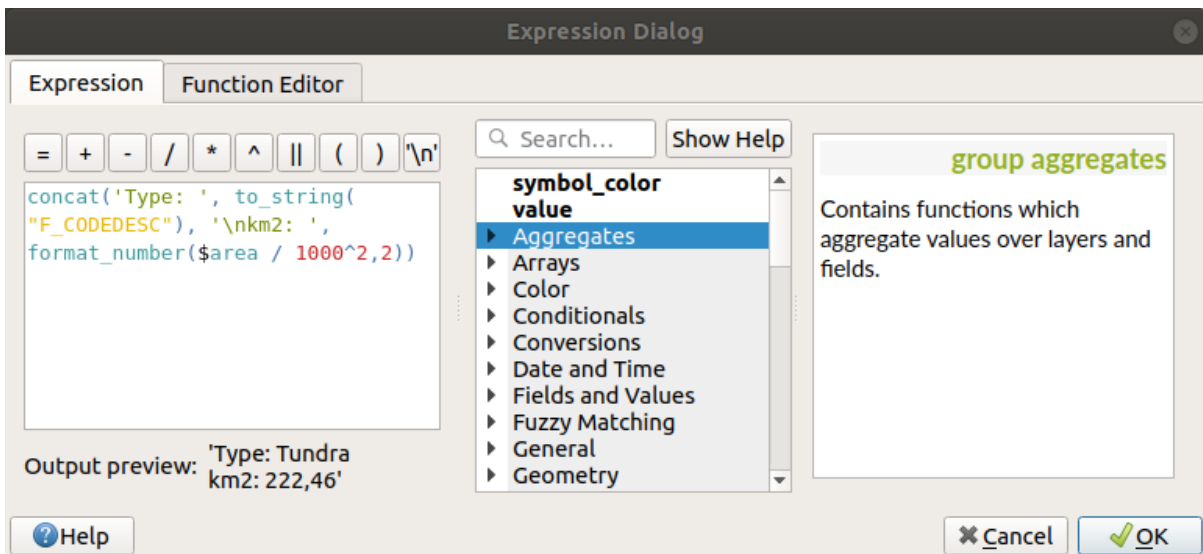 Expression Dialog
Expression
Function Editor
= + - / * ^ || ( ) '\n'
concat('Type: ', to_string(
"F_CODEDESC"), '\nkm2: ',
format_number($area / 1000^2,2))
Output preview: 'Type: Tundra
km2: 222,46'
Search...
Show Help
symbol_color
value
Aggregates
Arrays
Color
Conditionals
Conversions
Date and Time
Fields and Values
Fuzzy Matching
General
Geometry
group aggregates
Contains functions which
aggregate values over layers and
fields.
Help
Cancel
OK